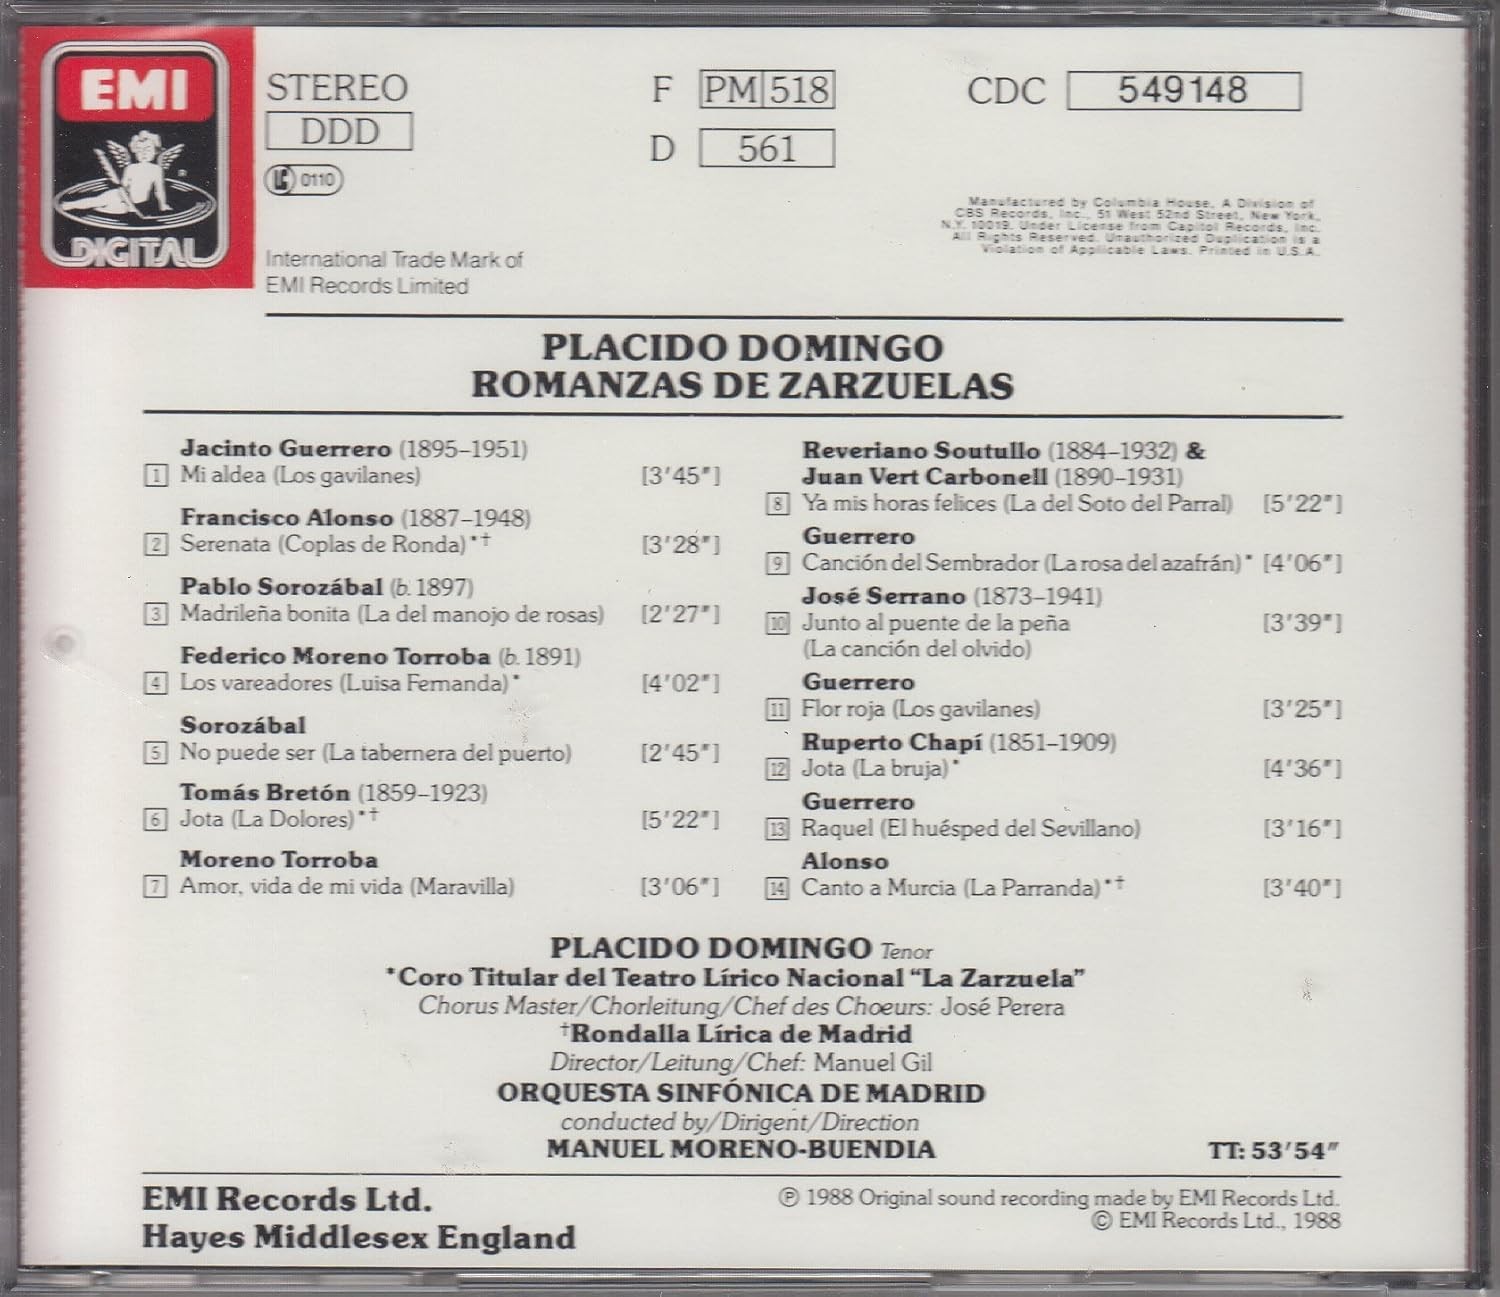 EMI
DIGITAL
STEREO
DDD
LC 0110
International Trade Mark of
EMI Records Limited
F PM 518
D 561
CDC 549148
Manufactured by Columbia House, A Division of
CBS Records, Inc., 51 West 52nd Street, New York,
N.Y. 10019. Under License from Capitol Records, Inc.
All Rights Reserved. Unauthorized Duplication is a
Violation of Applicable Laws. Printed in U.S.A.
PLACIDO DOMINGO
ROMANZAS DE ZARZUELAS
Jacinto Guerrero (1895–1951)
1 Mi aldea (Los gavilanes) [3'45"]
Francisco Alonso (1887–1948)
2 Serenata (Coplas de Ronda)*† [3'28"]
Pablo Sorozábal (b. 1897)
3 Madrileña bonita (La del manojo de rosas) [2'27"]
Federico Moreno Torroba (b. 1891)
4 Los vareadores (Luisa Fernanda)* [4'02"]
Sorozábal
5 No puede ser (La tabernera del puerto) [2'45"]
Tomás Bretón (1859–1923)
6 Jota (La Dolores)*† [5'22"]
Moreno Torroba
7 Amor, vida de mi vida (Maravilla) [3'06"]
Reveriano Soutullo (1884–1932) &
Juan Vert Carbonell (1890–1931)
8 Ya mis horas felices (La del Soto del Parral) [5'22"]
Guerrero
9 Canción del Sembrador (La rosa del azafrán)* [4'06"]
José Serrano (1873–1941)
10 Junto al puente de la peña [3'39"]
(La canción del olvido)
Guerrero
11 Flor roja (Los gavilanes) [3'25"]
Ruperto Chapí (1851–1909)
12 Jota (La bruja)* [4'36"]
Guerrero
13 Raquel (El huésped del Sevillano) [3'16"]
Alonso
14 Canto a Murcia (La Parranda)*† [3'40"]
PLACIDO DOMINGO Tenor
*Coro Titular del Teatro Lírico Nacional "La Zarzuela"
Chorus Master/Chorleitung/Chef des Chœurs: José Perera
†Rondalla Lírica de Madrid
Director/Leitung/Chef: Manuel Gil
ORQUESTA SINFÓNICA DE MADRID
conducted by/Dirigent/Direction
MANUEL MORENO-BUENDIA
TT: 53'54"
EMI Records Ltd.
Hayes Middlesex England
℗ 1988 Original sound recording made by EMI Records Ltd.
© EMI Records Ltd., 1988